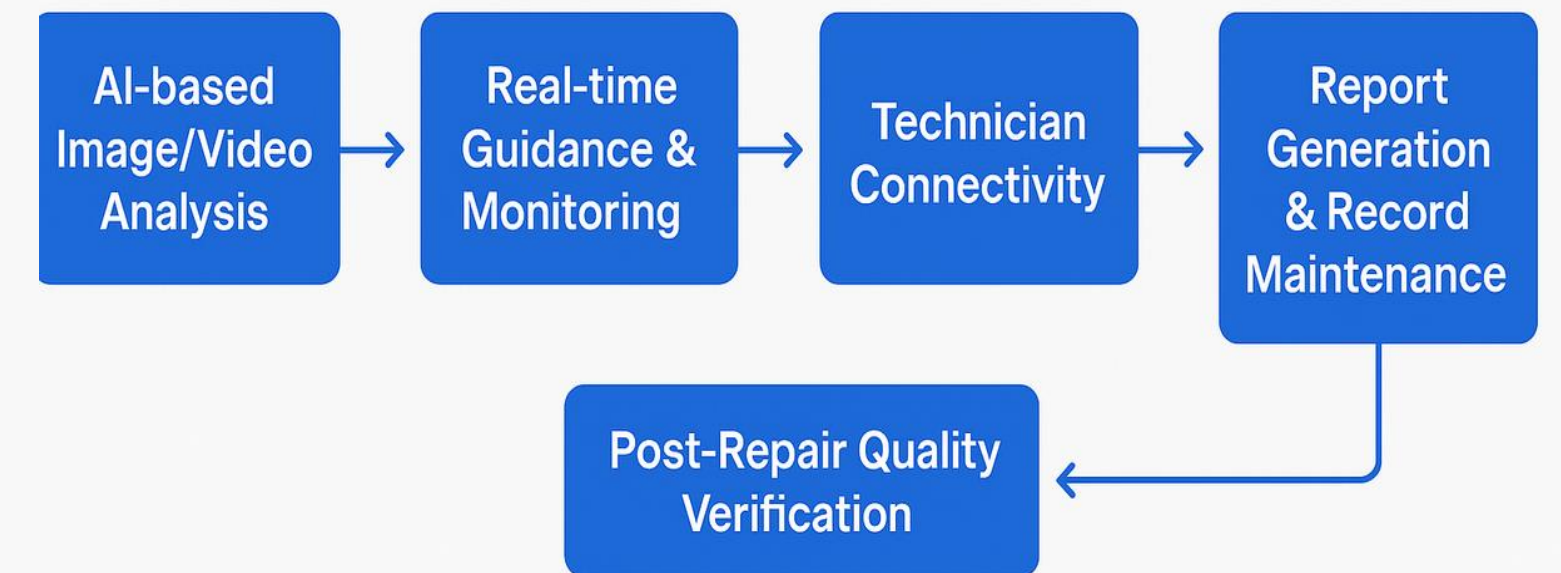 AI-based
Image/Video
Analysis
Real-time
Guidance &
Monitoring
Technician
Connectivity
Report
Generation
& Record
Maintenance
Post-Repair Quality
Verification